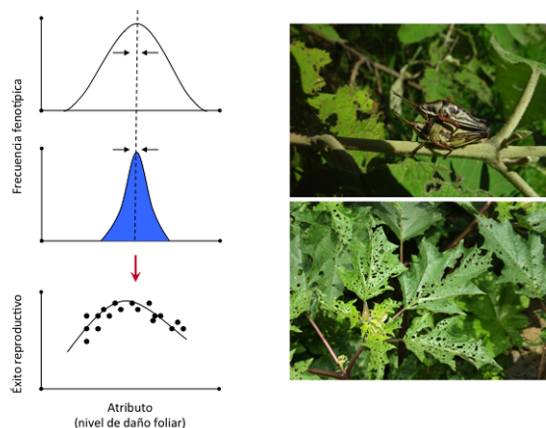 Frecuencia fenotípica
Éxito reproductivo
Atributo
(nivel de daño foliar)